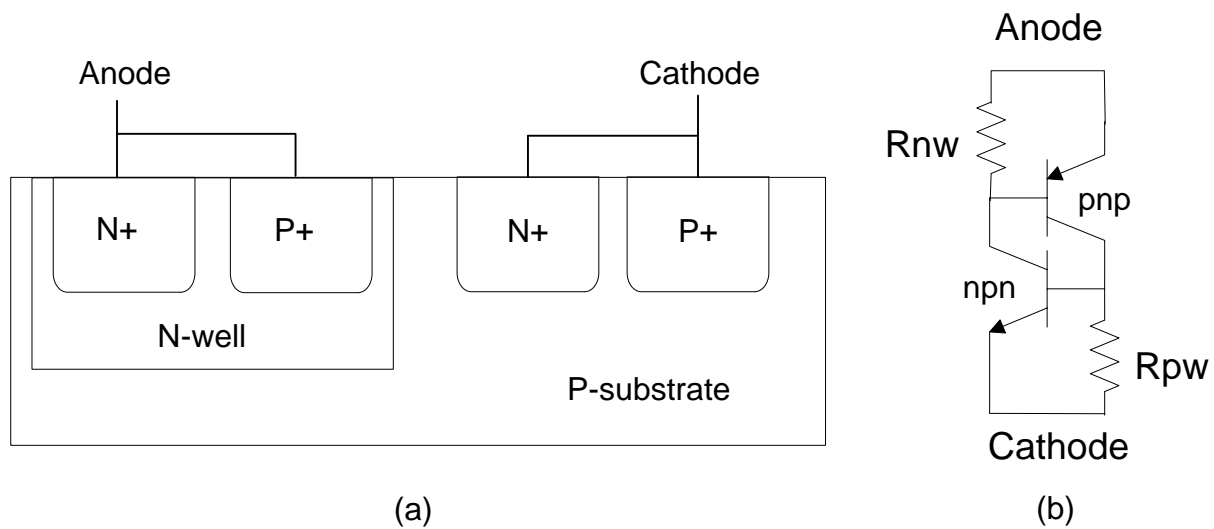 Anode
Cathode
N+
P+
N+
P+
N-well
P-substrate
(a)
Anode
Rnw
pnp
npn
Rpw
Cathode
(b)